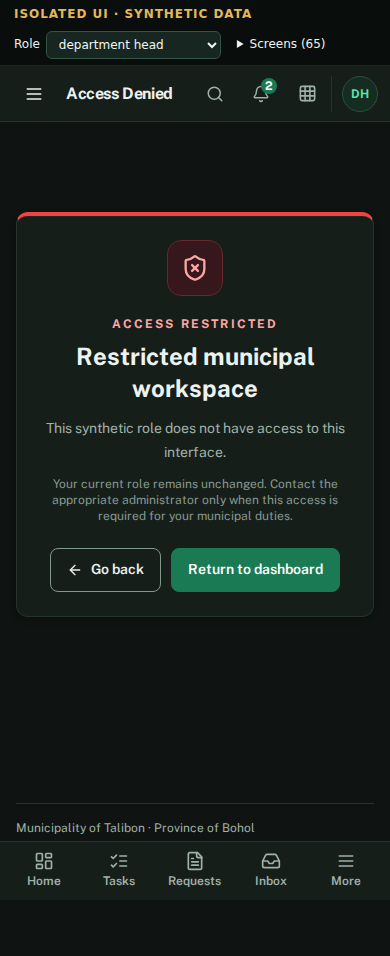 ISOLATED UI · SYNTHETIC DATA
Role department head Screens (65)
Access Denied 2 DH
ACCESS RESTRICTED
Restricted municipal
workspace
This synthetic role does not have access to this
interface.
Your current role remains unchanged. Contact the
appropriate administrator only when this access is
required for your municipal duties.
Go back Return to dashboard
Municipality of Talibon · Province of Bohol
Home Tasks Requests Inbox More